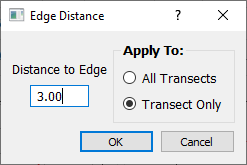 Edge Distance
?
Apply To:
Distance to Edge
3.00
All Transects
Transect Only
OK
Cancel